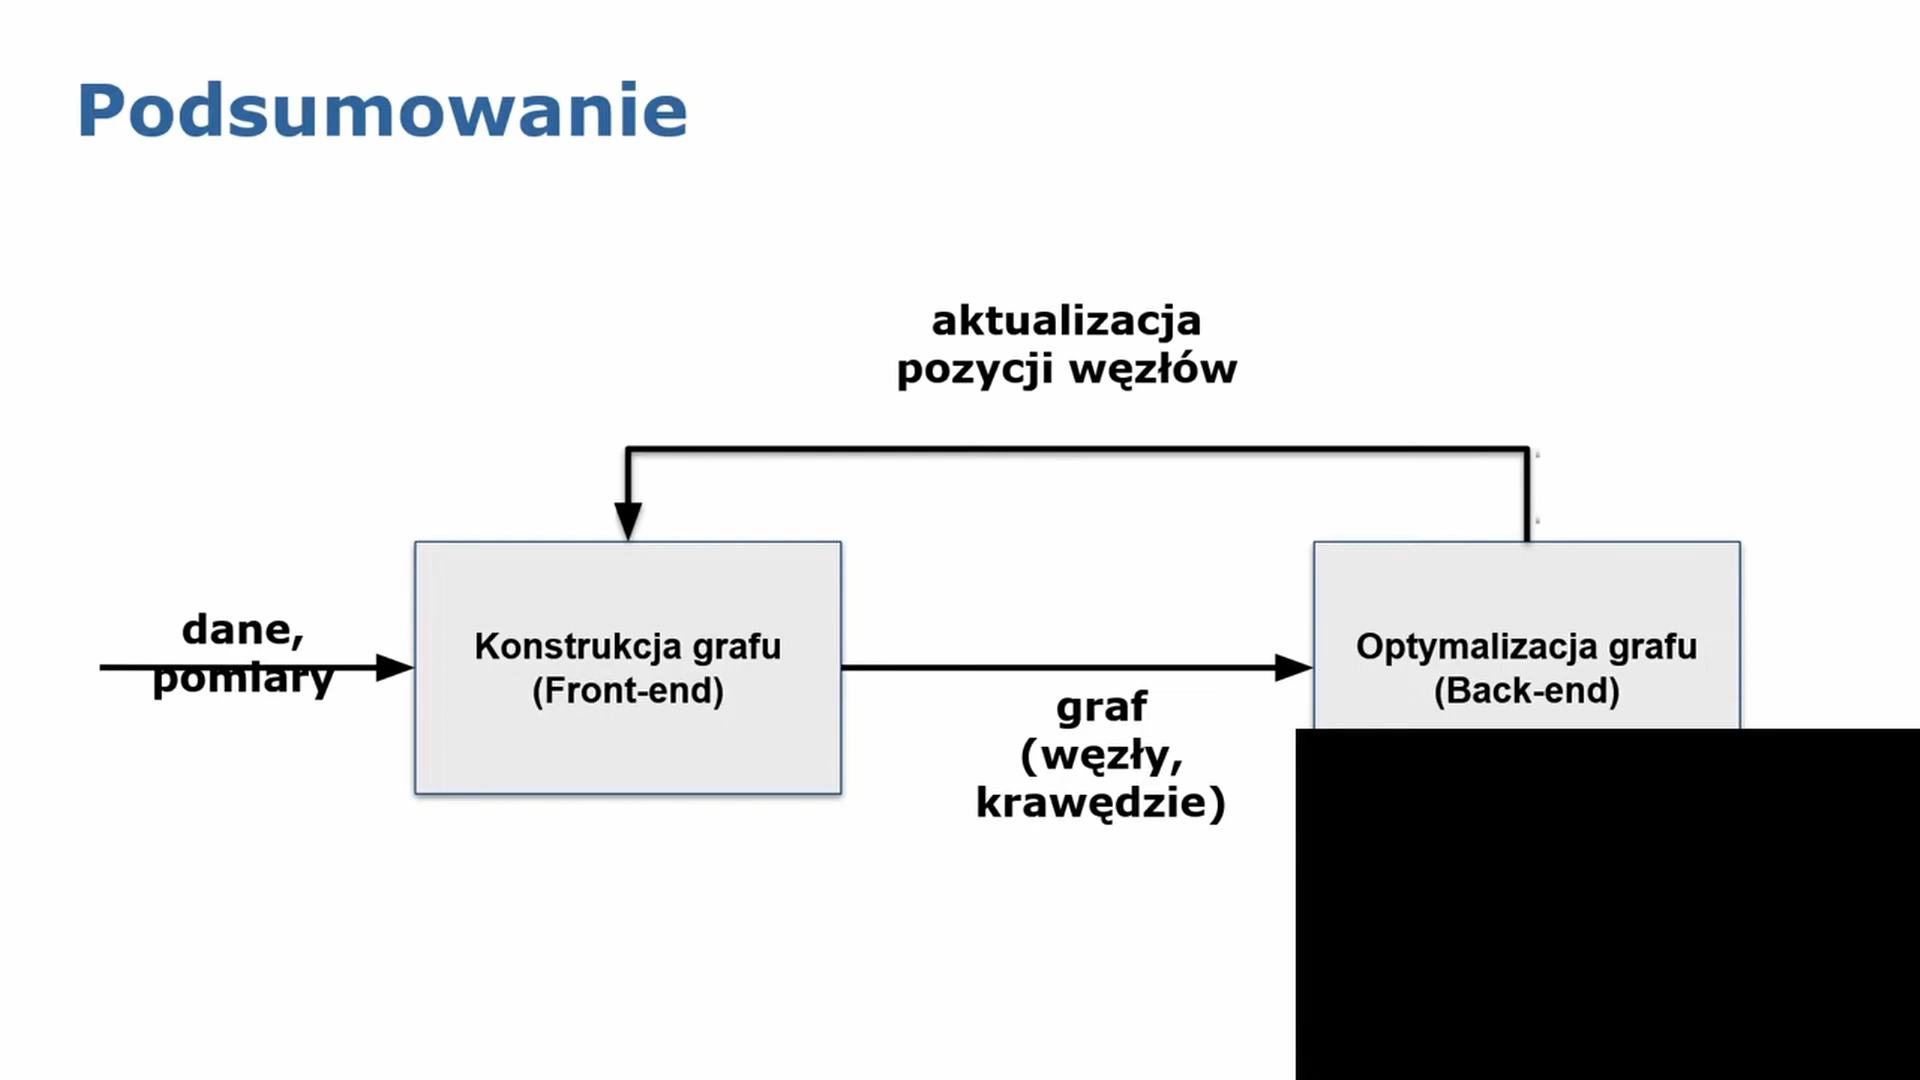 Podsumowanie
aktualizacja
pozycji węzłów
dane,
pomiary
Konstrukcja grafu
(Front-end)
graf
(węzły,
krawędzie)
Optymalizacja grafu
(Back-end)